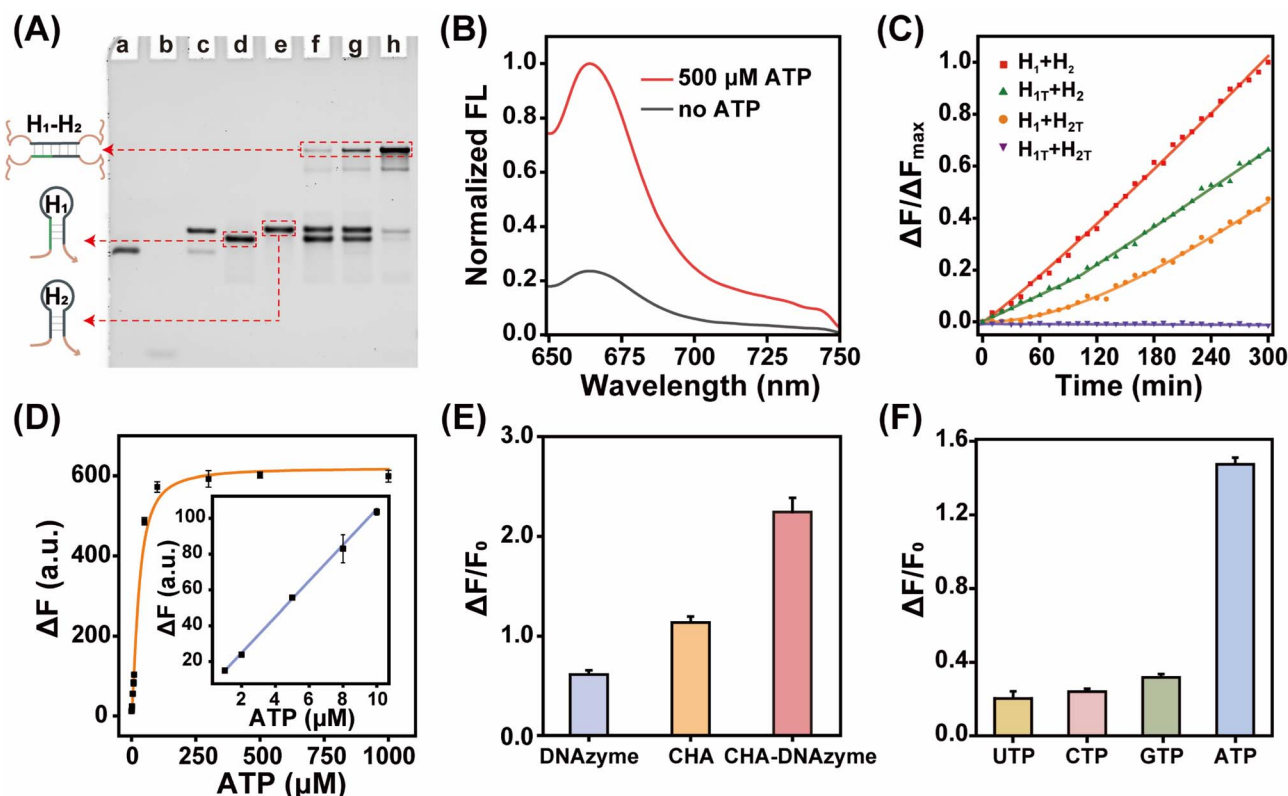 (A)
a b c d e f g h
H₁-H₂
H₁
H₂
(B)
Normalized FL
1.0
0.8
0.6
0.4
0.2
0.0
500 μM ATP
no ATP
650 675 700 725 750
Wavelength (nm)
(C)
ΔF/ΔFmax
1.0
0.8
0.6
0.4
0.2
0.0
H₁+H₂
H₁T+H₂
H₁+H₂T
H₁T+H₂T
0 60 120 180 240 300
Time (min)
(D)
ΔF (a.u.)
600
400
200
0
ΔF (a.u.)
100
80
60
40
20
2 4 6 8 10
ATP (μM)
0 250 500 750 1000
ATP (μM)
(E)
ΔF/F₀
3.0
2.0
1.0
0.0
DNAzyme CHA CHA-DNAzyme
(F)
ΔF/F₀
1.6
1.2
0.8
0.4
0.0
UTP CTP GTP ATP